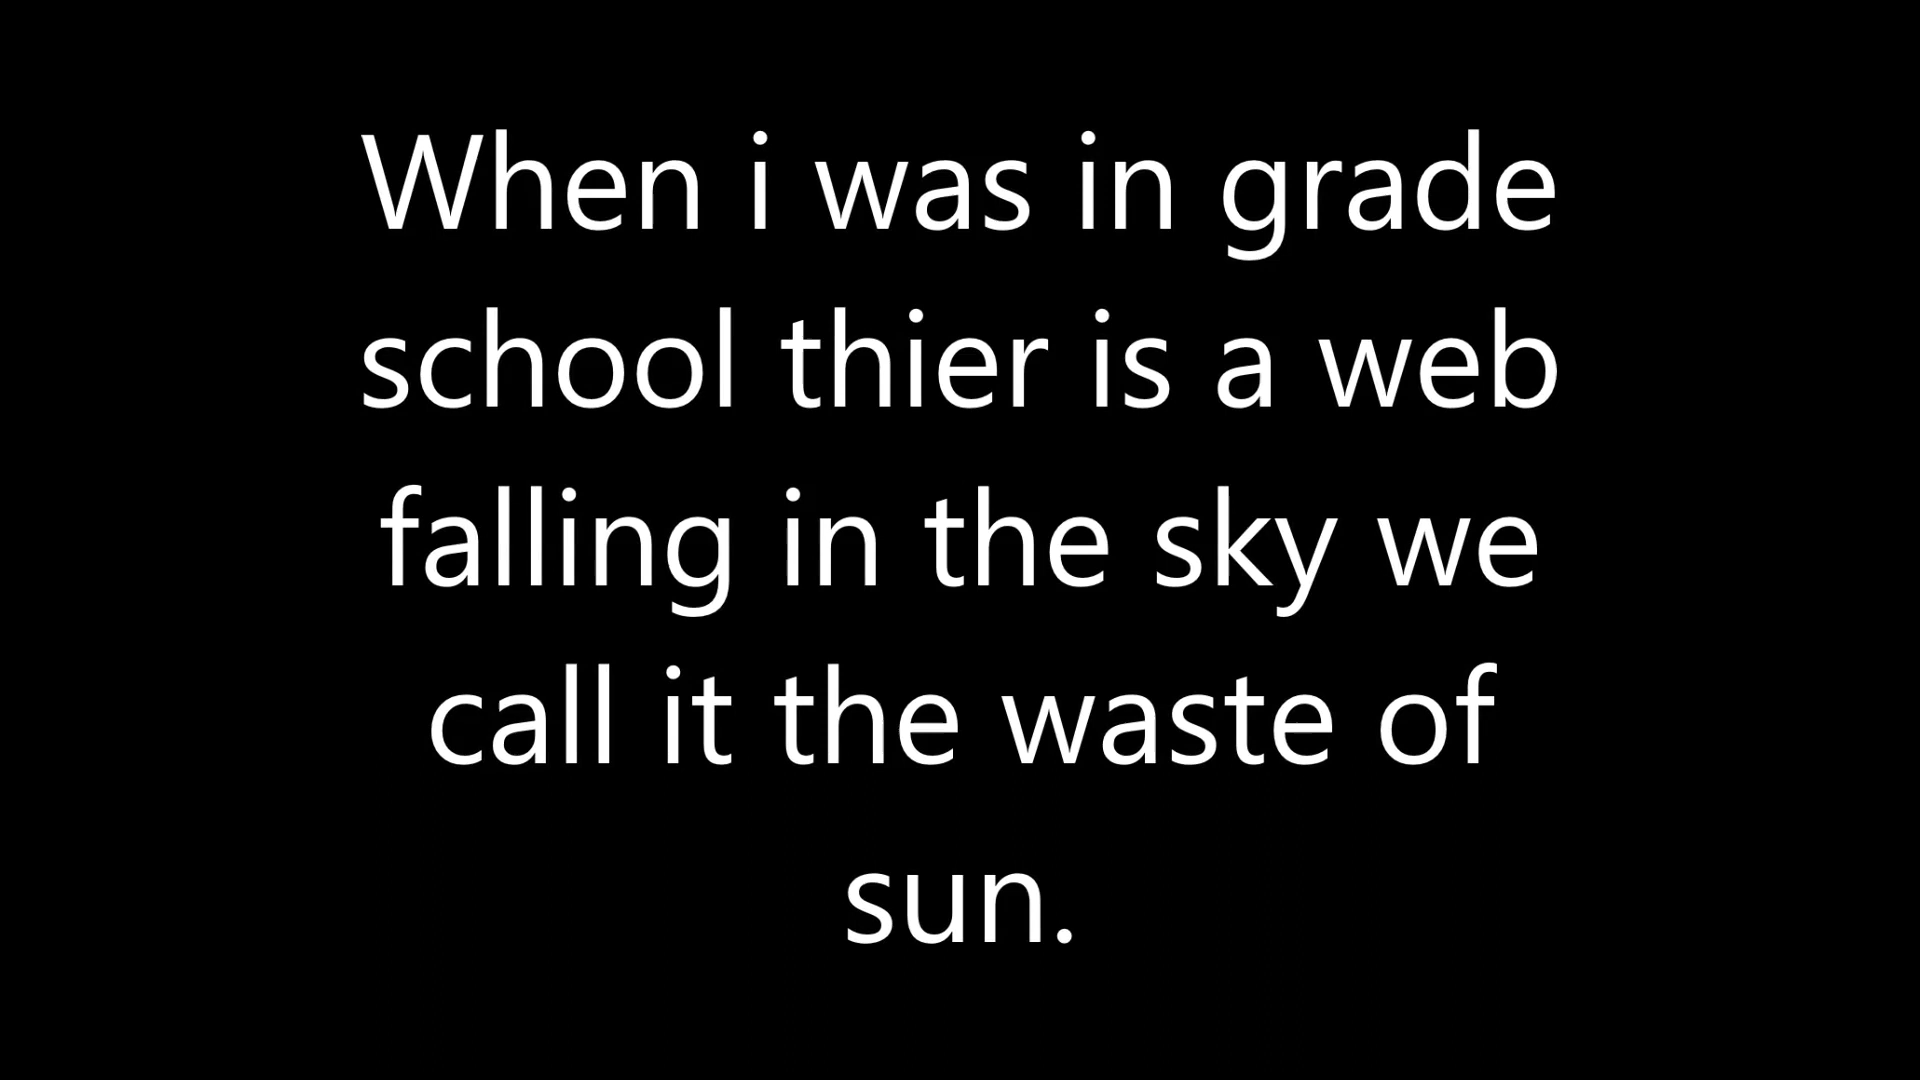 When i was in grade
school thier is a web
falling in the sky we
call it the waste of
sun.